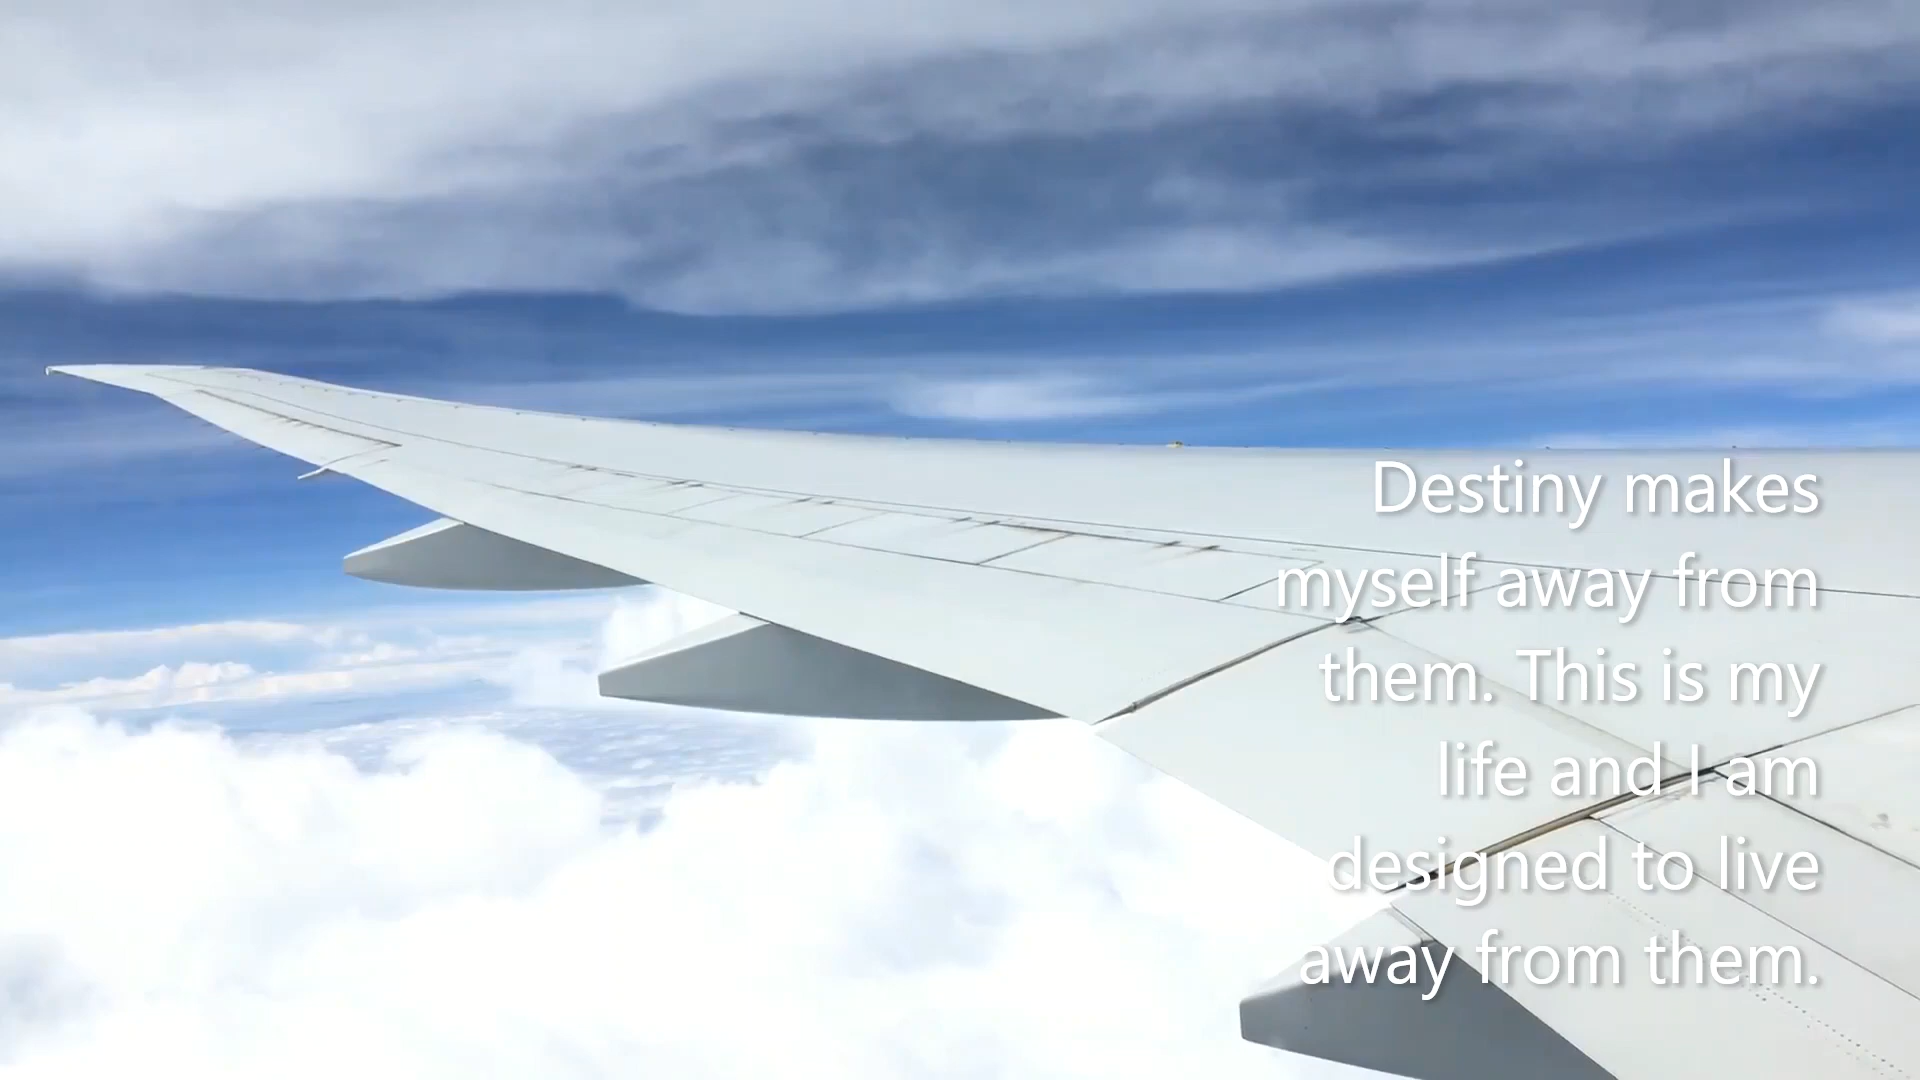 Destiny makes
myself away from
them. This is my
life and I am
designed to live
away from them.